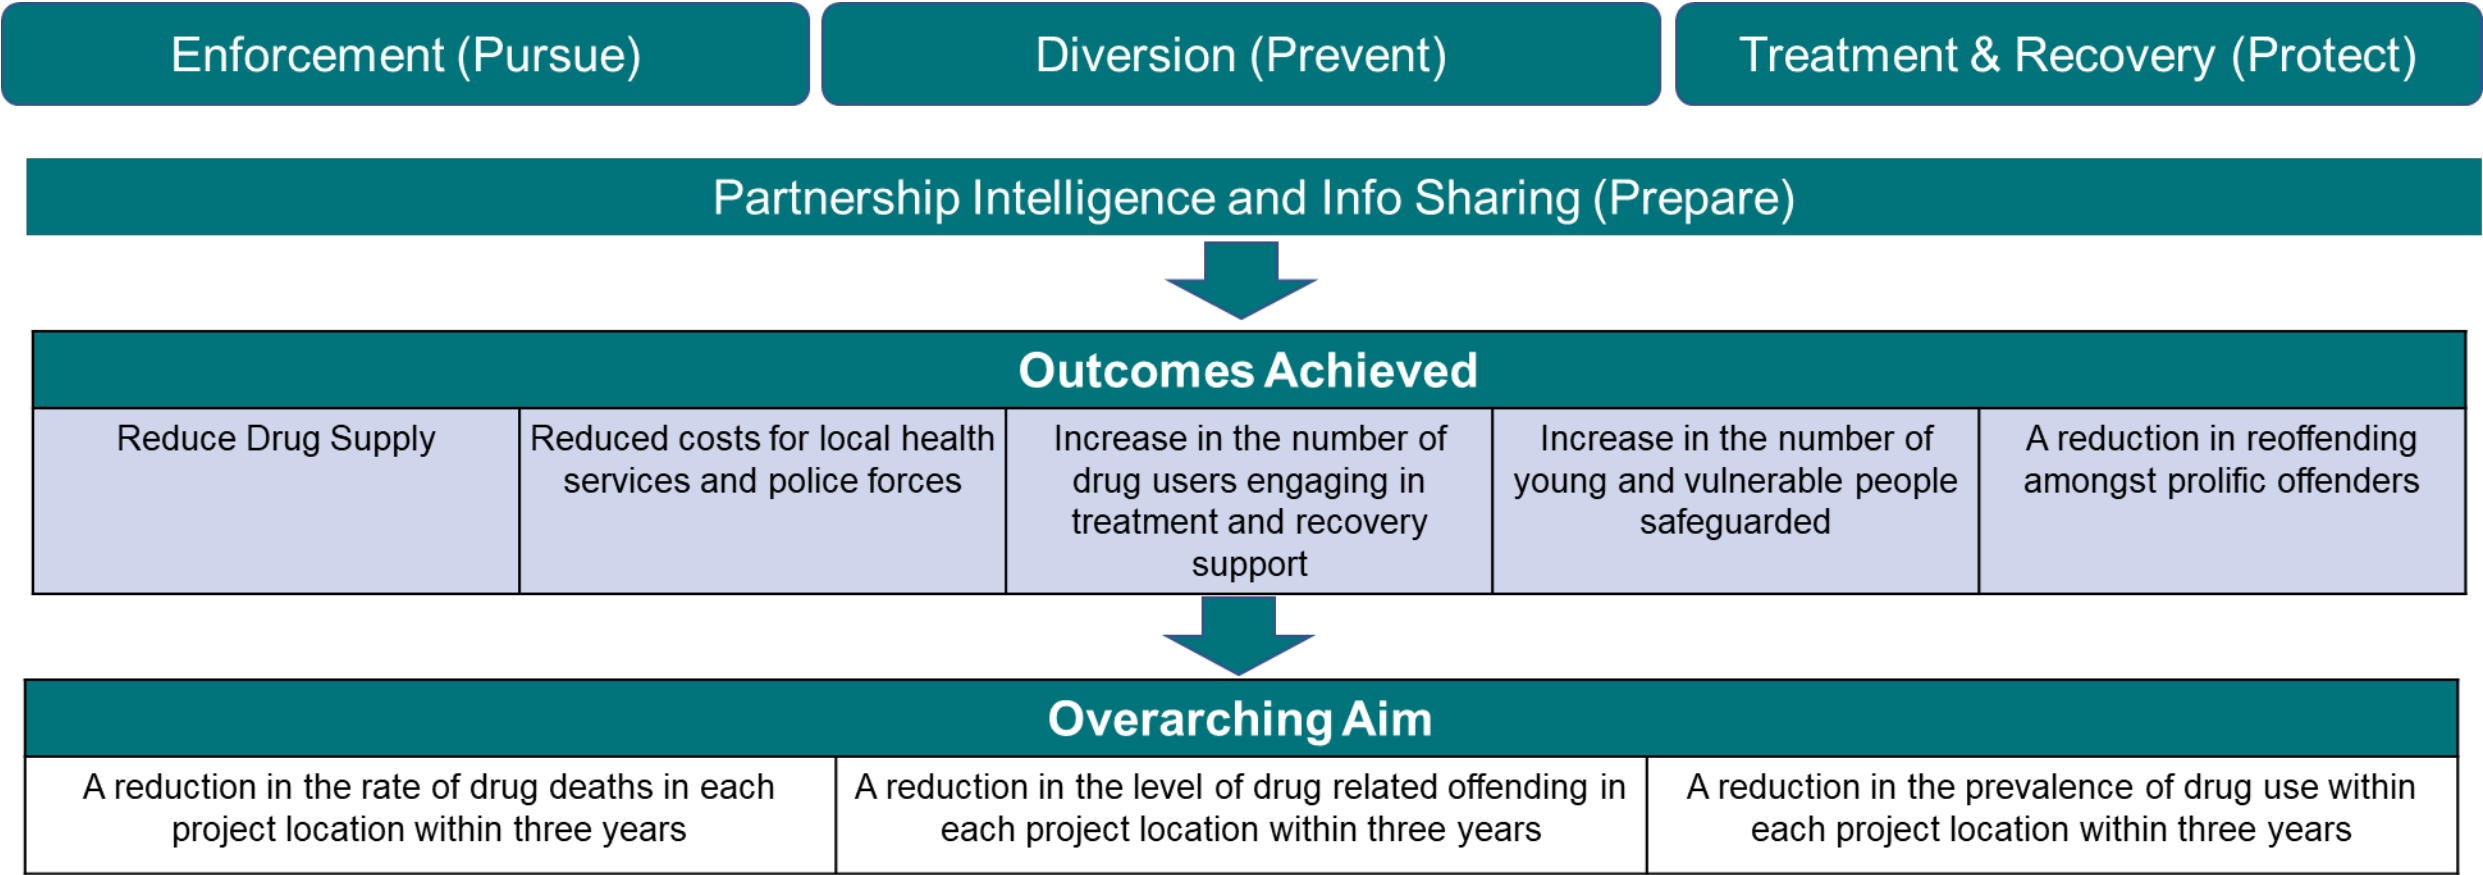 Enforcement (Pursue)
Diversion (Prevent)
Treatment & Recovery (Protect)
Partnership Intelligence and Info Sharing (Prepare)
Outcomes Achieved
Reduce Drug Supply
Reduced costs for local health
services and police forces
Increase in the number of
drug users engaging in
treatment and recovery
support
Increase in the number of
young and vulnerable people
safeguarded
A reduction in reoffending
amongst prolific offenders
Overarching Aim
A reduction in the rate of drug deaths in each
project location within three years
A reduction in the level of drug related offending in
each project location within three years
A reduction in the prevalence of drug use within
each project location within three years